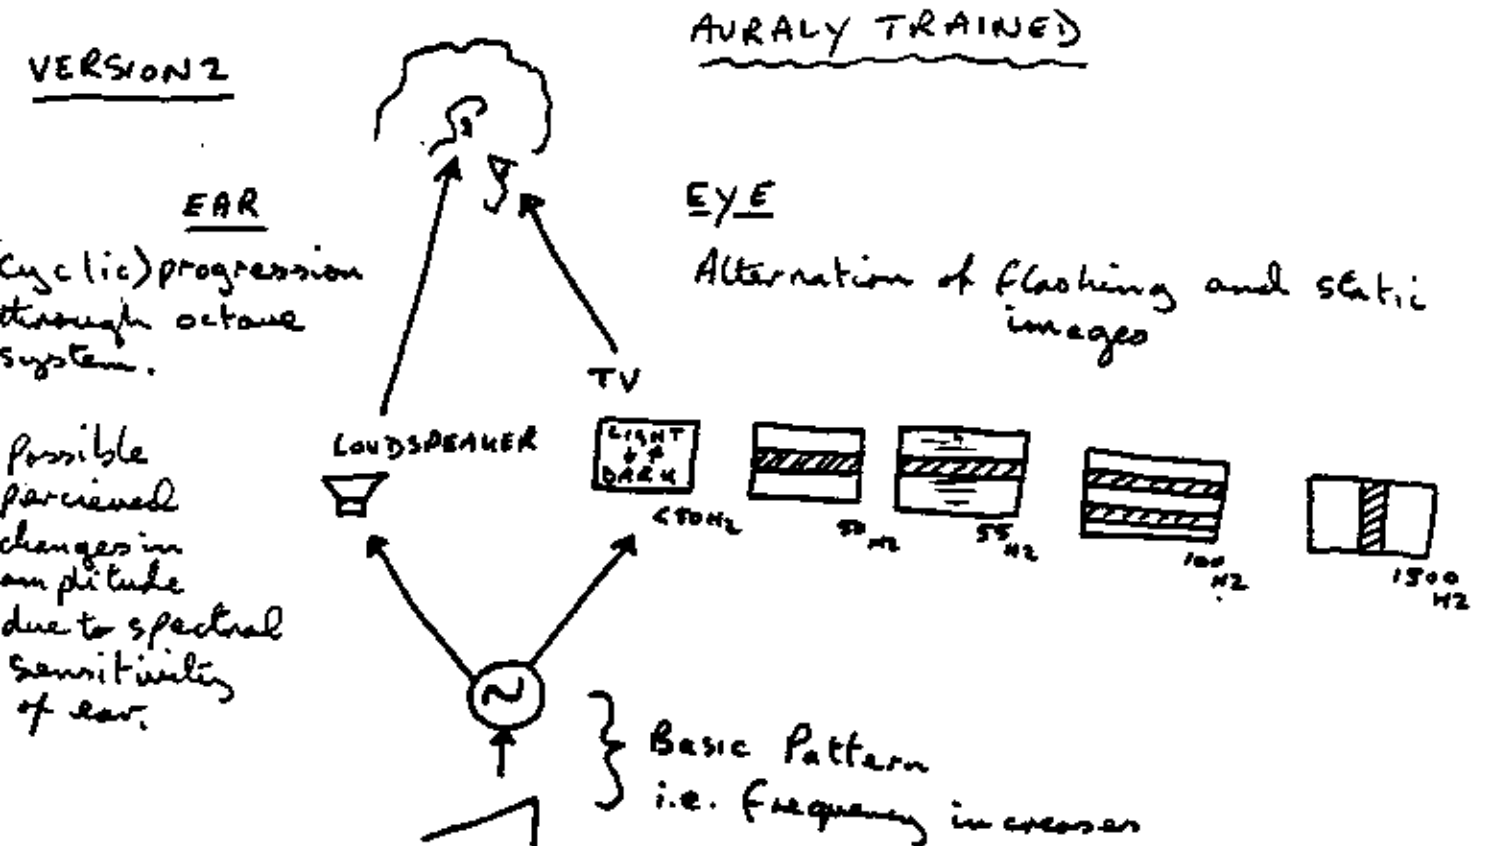 VERSION 2
AURALY TRAINED
EAR
(Cyclic) progression
through octave
system.
Possible
percieved
changes in
amplitude
due to spectral
sensitivity
of ear.
EYE
Alternation of flashing and static
images
TV
LOUDSPEAKER
LIGHT
DARK
<50HZ
50
HZ
55
HZ
100
HZ
1500
HZ
~
Basic Pattern
i.e. frequency increases